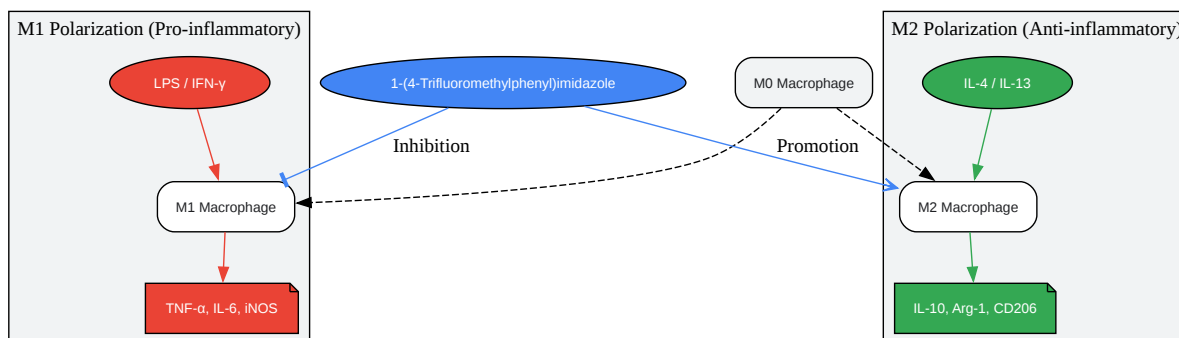 M1 Polarization (Pro-inflammatory)
M2 Polarization (Anti-inflammatory)
LPS / IFN-γ
1-(4-Trifluoromethylphenyl)imidazole
M0 Macrophage
IL-4 / IL-13
Inhibition
Promotion
M1 Macrophage
M2 Macrophage
TNF-α, IL-6, iNOS
IL-10, Arg-1, CD206